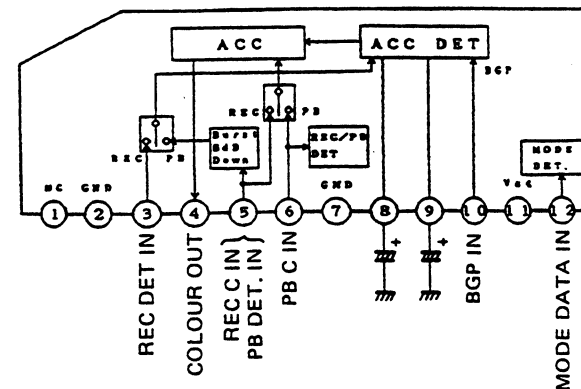 ACC
ACC DET
BGP
REC
PB
REC
PB
Burst
6dB
Down
REC/PB
DET
MODE
DET.
NC
GND
GND
Vcc
1
2
3
4
5
6
7
8
9
10
11
12
+
+
REC DET IN
COLOUR OUT
REC C IN
PB DET. IN
PB C IN
BGP IN
MODE DATA IN